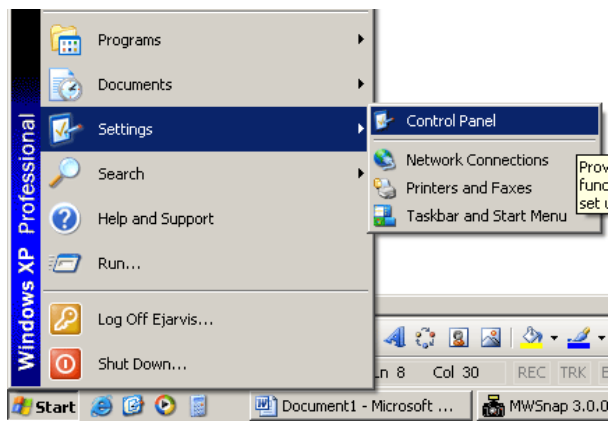 Windows XP Professional
Programs
Documents
Settings
Search
Help and Support
Run...
Log Off Ejarvis...
Shut Down...
Control Panel
Network Connections
Printers and Faxes
Taskbar and Start Menu
Prov
func
set u
Ln 8 Col 30 REC TRK E
Start Document1 - Microsoft ... MWSnap 3.0.0